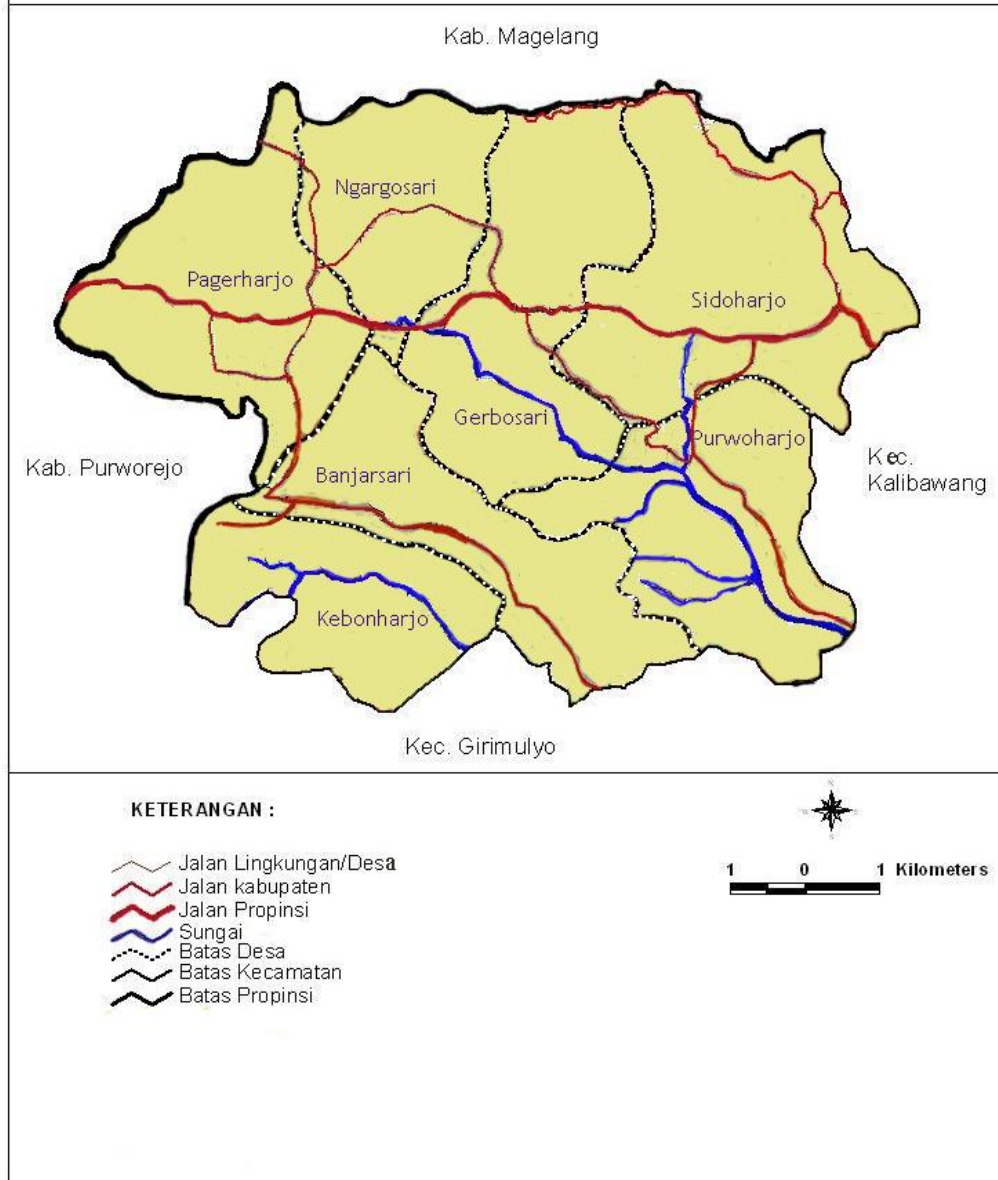 Kab. Magelang
Ngargosari
Pagerharjo
Sidoharjo
Gerbosari
Purwoharjo
Kab. Purworejo
Banjarsari
Kec.
Kalibawang
Kebonharjo
Kec. Girimulyo
KETERANGAN :
Jalan Lingkungan/Desa
Jalan kabupaten
Jalan Propinsi
Sungai
Batas Desa
Batas Kecamatan
Batas Propinsi
1 0 1 Kilometers